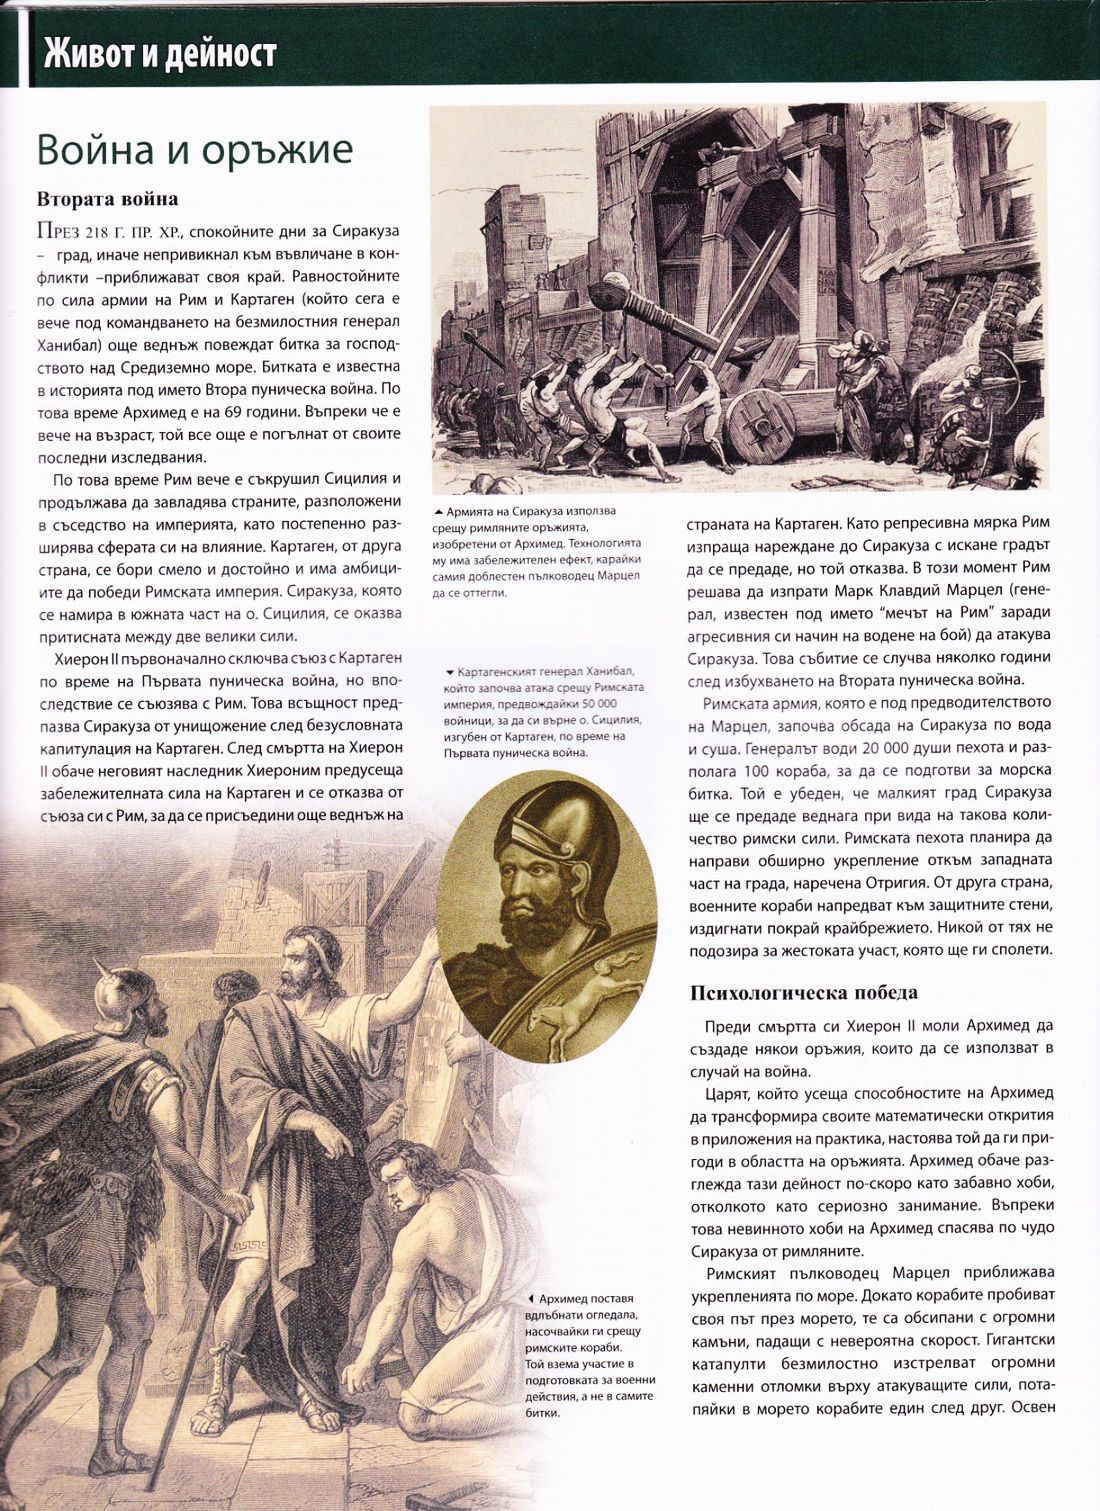 Живот и дейност
Война и оръжие
Втората война
През 218 г. пр. Хр., спокойните дни за Сиракуза
– град, иначе непривикнал към въвличане в кон-
фликти –приближават своя край. Равностойните
по сила армии на Рим и Картаген (който сега е
вече под командването на безмилостния генерал
Ханибал) още веднъж повеждат битка за господ-
ството над Средиземно море. Битката е известна
в историята под името Втора пуническа война. По
това време Архимед е на 69 години. Въпреки че е
вече на възраст, той все още е погълнат от своите
последни изследвания.
По това време Рим вече е съкрушил Сицилия и
продължава да завладява страните, разположени
в съседство на империята, като постепенно раз-
ширява сферата си на влияние. Картаген, от друга
страна, се бори смело и достойно и има амбици-
ите да победи Римската империя. Сиракуза, която
се намира в южната част на о. Сицилия, се оказва
притисната между две велики сили.
Хиерон II първоначално сключва съюз с Картаген
по време на Първата пуническа война, но впо-
следствие се съюзява с Рим. Това всъщност пред-
пазва Сиракуза от унищожение след безусловната
капитулация на Картаген. След смъртта на Хиерон
II обаче неговият наследник Хиероним предусеща
забележителната сила на Картаген и се отказва от
съюза си с Рим, за да се присъедини още веднъж на
Армията на Сиракуза използва
срещу римляните оръжията,
изобретени от Архимед. Технологията
му има забележителен ефект, карайки
самия доблестен пълководец Марцел
да се оттегли.
Картагенският генерал Ханибал,
който започва атака срещу Римската
империя, предвождайки 50 000
войници, за да си върне о. Сицилия,
изгубен от Картаген, по време на
Първата пуническа война.
Архимед поставя
вдлъбнати огледала,
насочвайки ги срещу
римските кораби.
Той взема участие в
подготовката за военни
действия, а не в самите
битки.
страната на Картаген. Като репресивна мярка Рим
изпраща нареждане до Сиракуза с искане градът
да се предаде, но той отказва. В този момент Рим
решава да изпрати Марк Клавдий Марцел (гене-
рал, известен под името “мечът на Рим” заради
агресивния си начин на водене на бой) да атакува
Сиракуза. Това събитие се случва няколко години
след избухването на Втората пуническа война.
Римската армия, която е под предводителството
на Марцел, започва обсада на Сиракуза по вода
и суша. Генералът води 20 000 души пехота и раз-
полага 100 кораба, за да се подготви за морска
битка. Той е убеден, че малкият град Сиракуза
ще се предаде веднага при вида на такова коли-
чество римски сили. Римската пехота планира да
направи обширно укрепление откъм западната
част на града, наречена Отригия. От друга страна,
военните кораби напредват към защитните стени,
издигнати покрай крайбрежието. Никой от тях не
подозира за жестоката участ, която ще ги сполети.
Психологическа победа
Преди смъртта си Хиерон II моли Архимед да
създаде някои оръжия, които да се използват в
случай на война.
Царят, който усеща способностите на Архимед
да трансформира своите математически открития
в приложения на практика, настоява той да ги при-
годи в областта на оръжията. Архимед обаче раз-
глежда тази дейност по-скоро като забавно хоби,
отколкото като сериозно занимание. Въпреки
това невинното хоби на Архимед спасява по чудо
Сиракуза от римляните.
Римският пълководец Марцел приближава
укрепленията по море. Докато корабите пробиват
своя път през морето, те са обсипани с огромни
камъни, падащи с невероятна скорост. Гигантски
катапулти безмилостно изстрелват огромни
каменни отломки върху атакуващите сили, пота-
пяйки в морето корабите един след друг. Освен